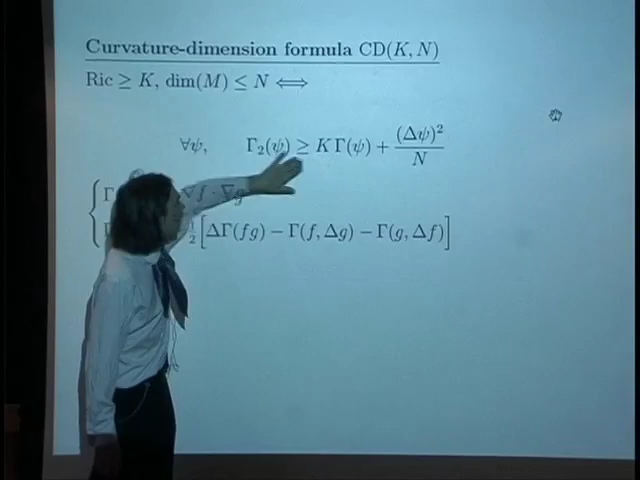 Curvature-dimension formula CD(K, N)
Ric ≥ K, dim(M) ≤ N ⟺
∀ψ, Γ₂(ψ) ≥ K Γ(ψ) + (Δψ)²/N
{ Γ ∇f · ∇g
½[ΔΓ(fg) − Γ(f, Δg) − Γ(g, Δf)]